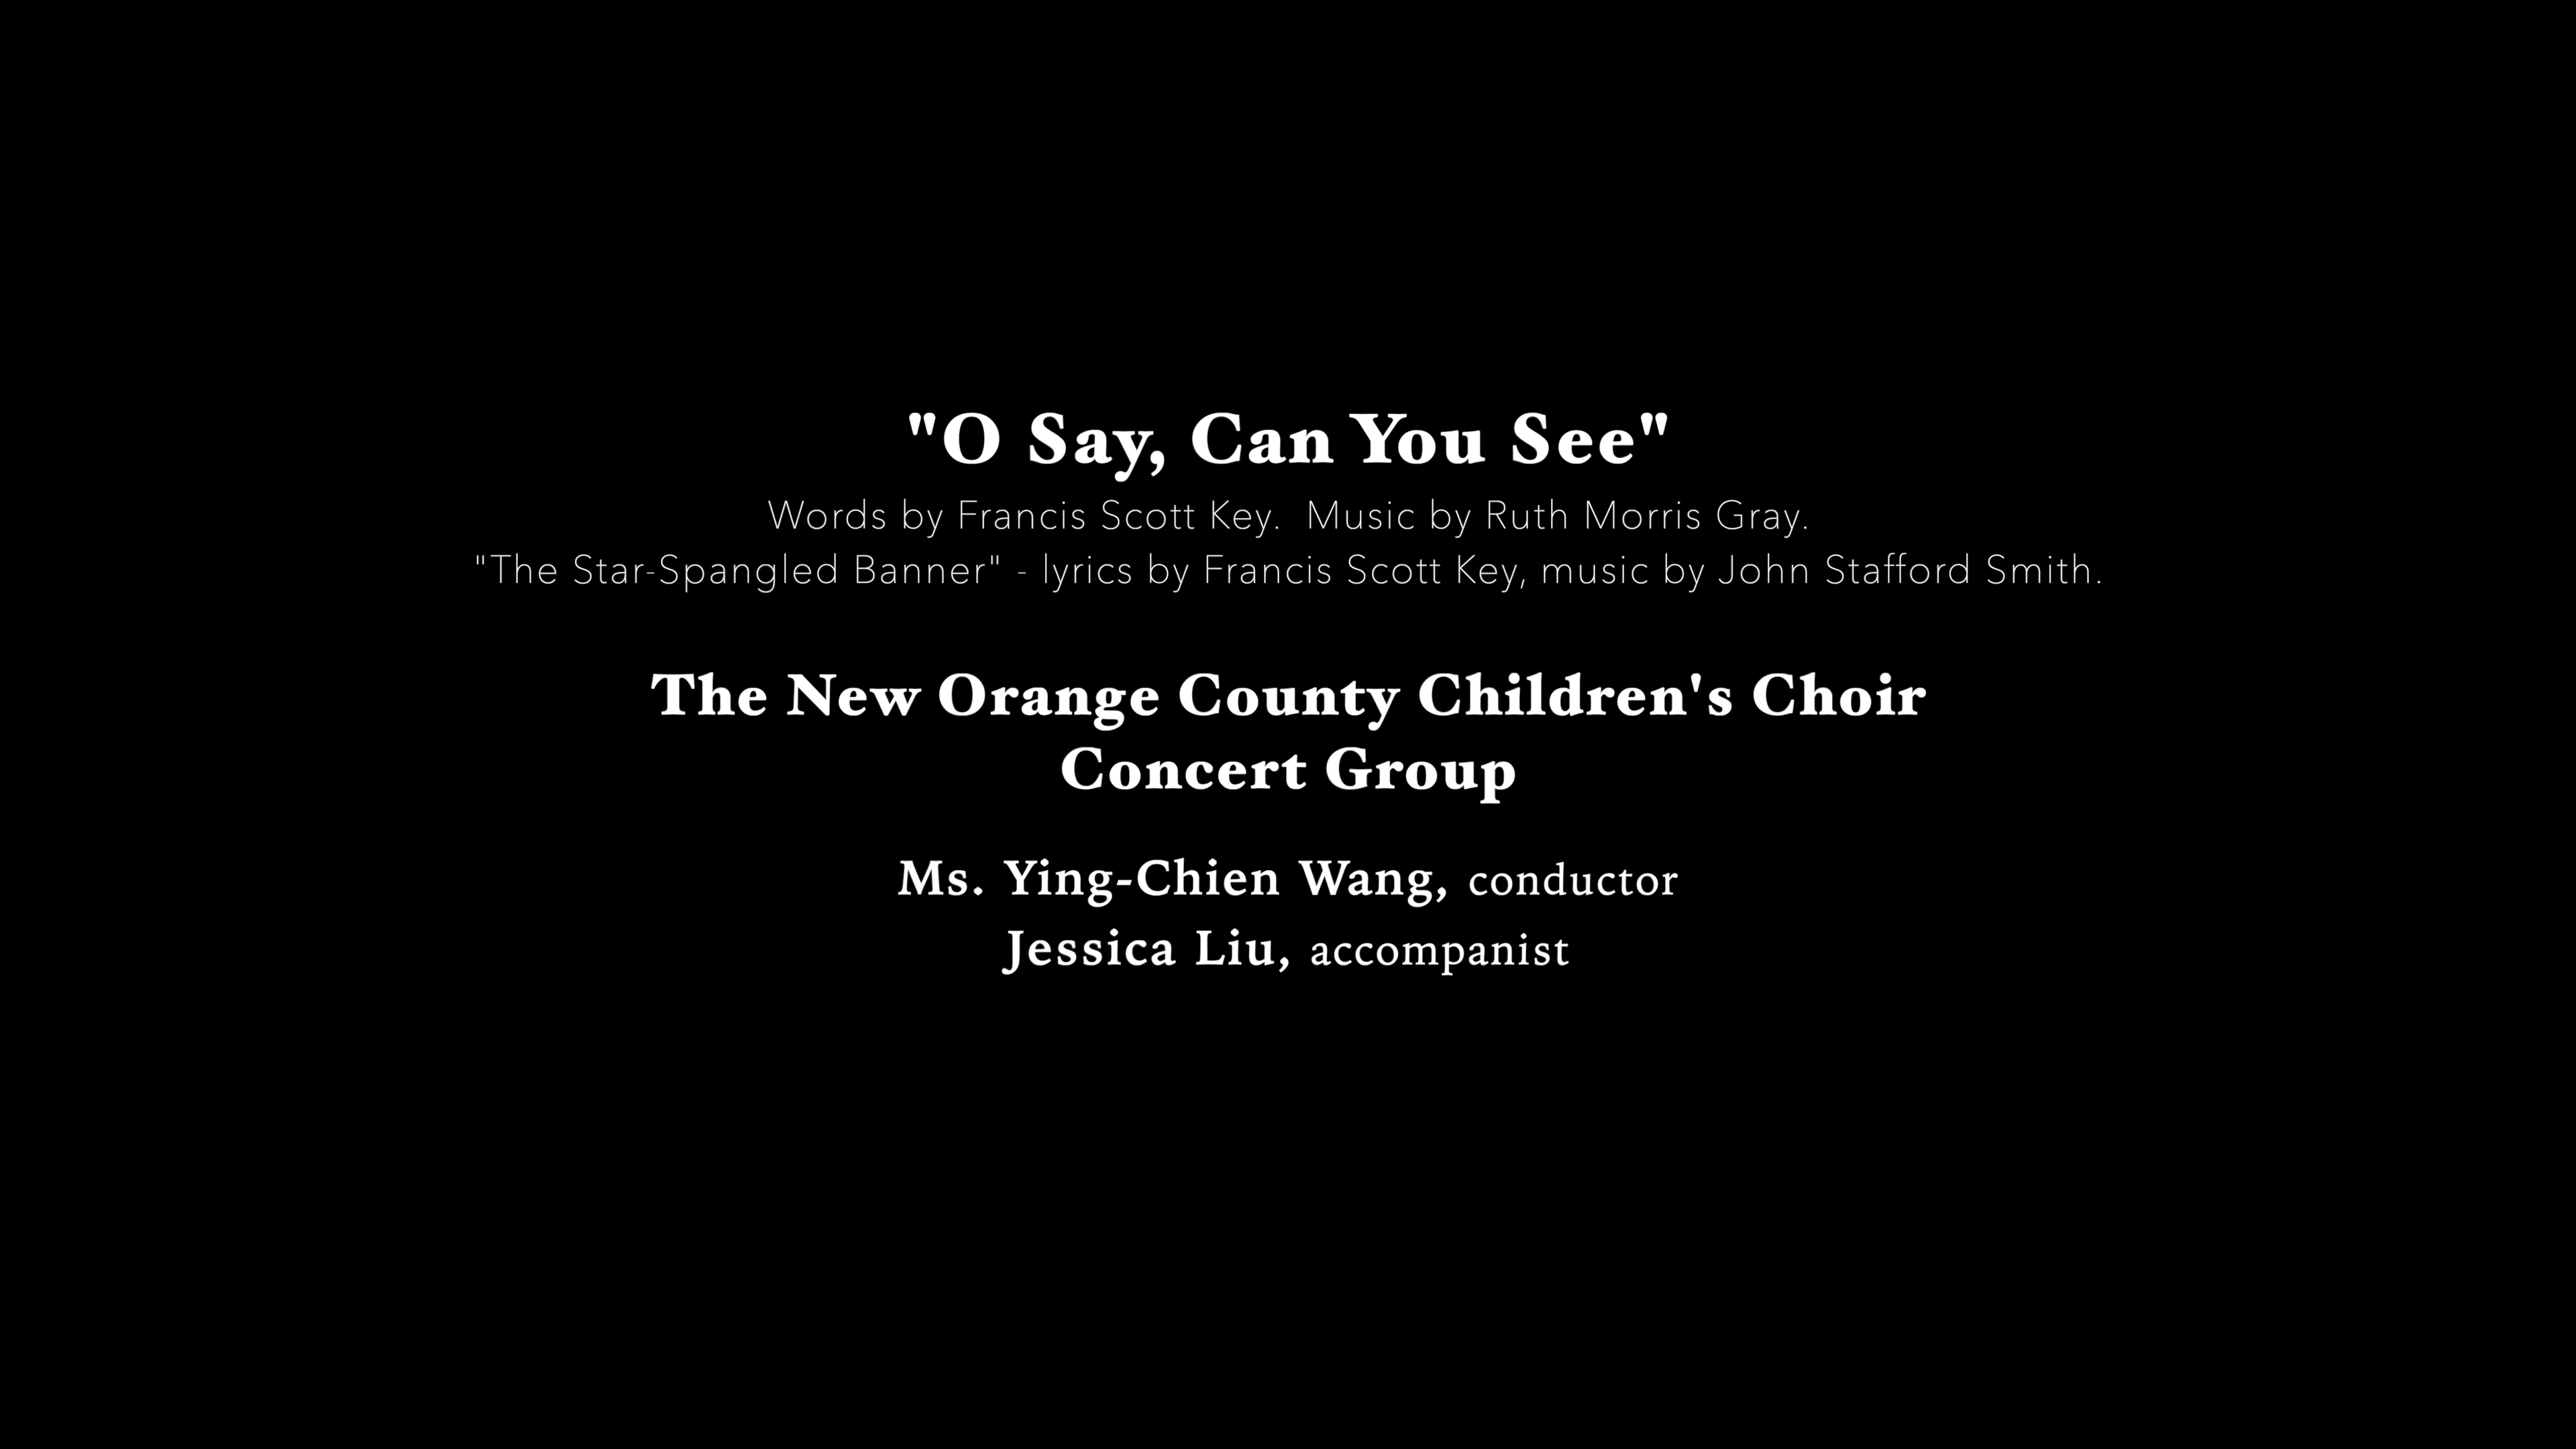 "O Say, Can You See"
Words by Francis Scott Key.  Music by Ruth Morris Gray.
"The Star-Spangled Banner" - lyrics by Francis Scott Key, music by John Stafford Smith.
The New Orange County Children's Choir
Concert Group
Ms. Ying-Chien Wang, conductor
Jessica Liu, accompanist